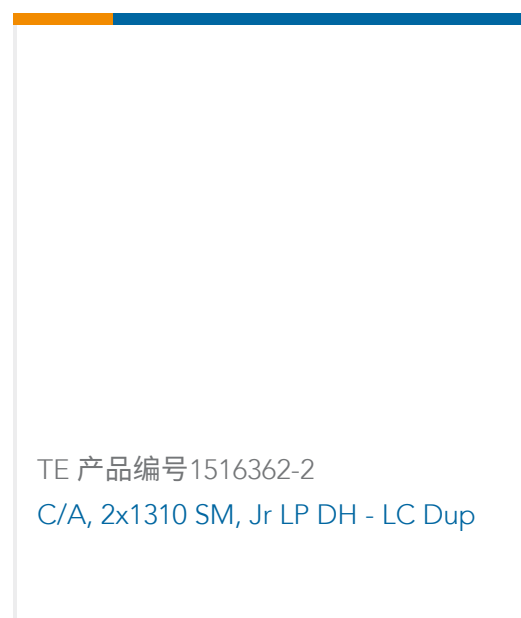 TE 产品编号1516362-2
C/A, 2x1310 SM, Jr LP DH - LC Dup